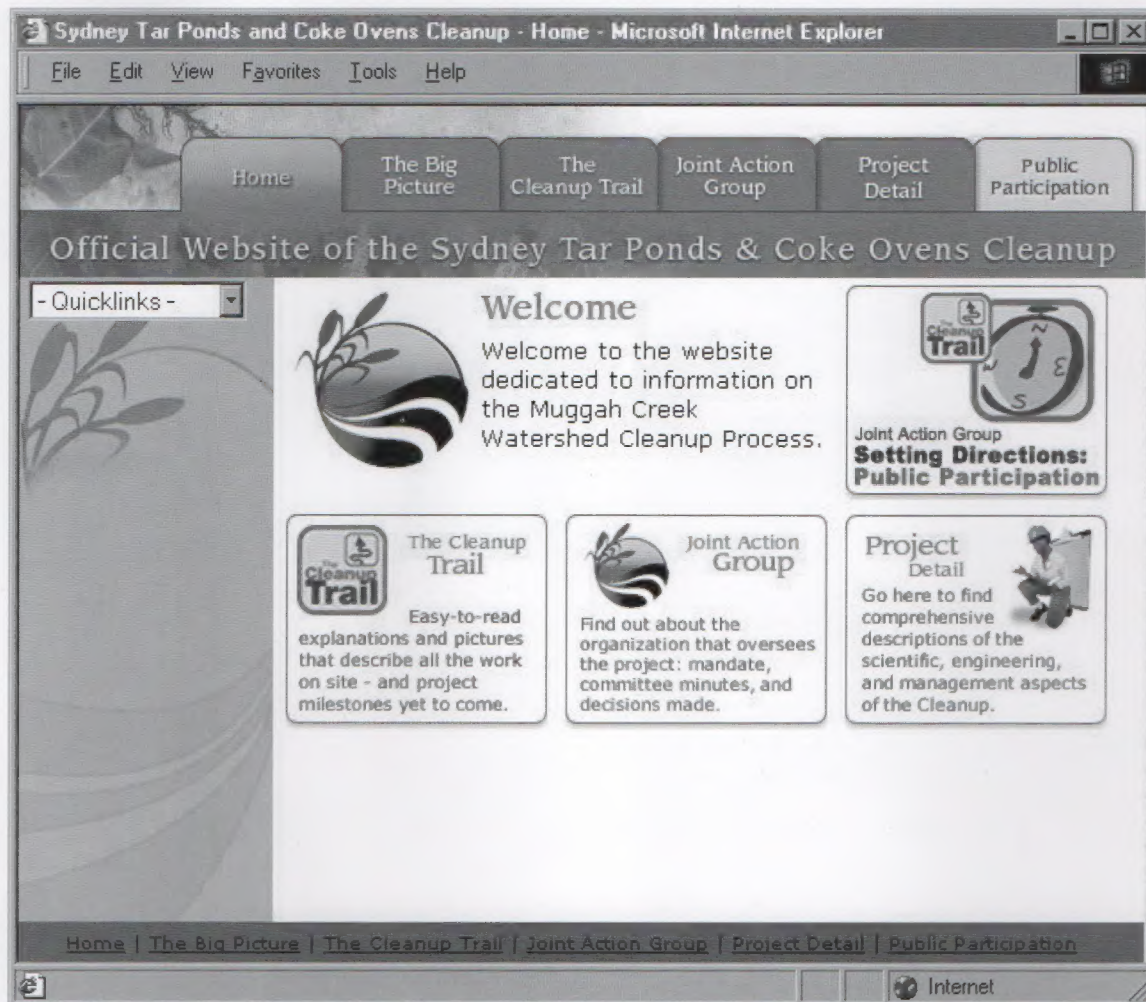 Sydney Tar Ponds and Coke Ovens Cleanup - Home - Microsoft Internet Explorer
File Edit View Favorites Tools Help
Home
The Big
Picture
The
Cleanup Trail
Joint Action
Group
Project
Detail
Public
Participation
Official Website of the Sydney Tar Ponds & Coke Ovens Cleanup
- Quicklinks -
Welcome
Welcome to the website
dedicated to information on
the Muggah Creek
Watershed Cleanup Process.
The
Cleanup
Trail
N
W
E
S
Joint Action Group
Setting Directions:
Public Participation
The
Cleanup
Trail
The Cleanup
Trail
Easy-to-read
explanations and pictures
that describe all the work
on site - and project
milestones yet to come.
Joint Action
Group
Find out about the
organization that oversees
the project: mandate,
committee minutes, and
decisions made.
Project
Detail
Go here to find
comprehensive
descriptions of the
scientific, engineering,
and management aspects
of the Cleanup.
Home | The Big Picture | The Cleanup Trail | Joint Action Group | Project Detail | Public Participation
Internet